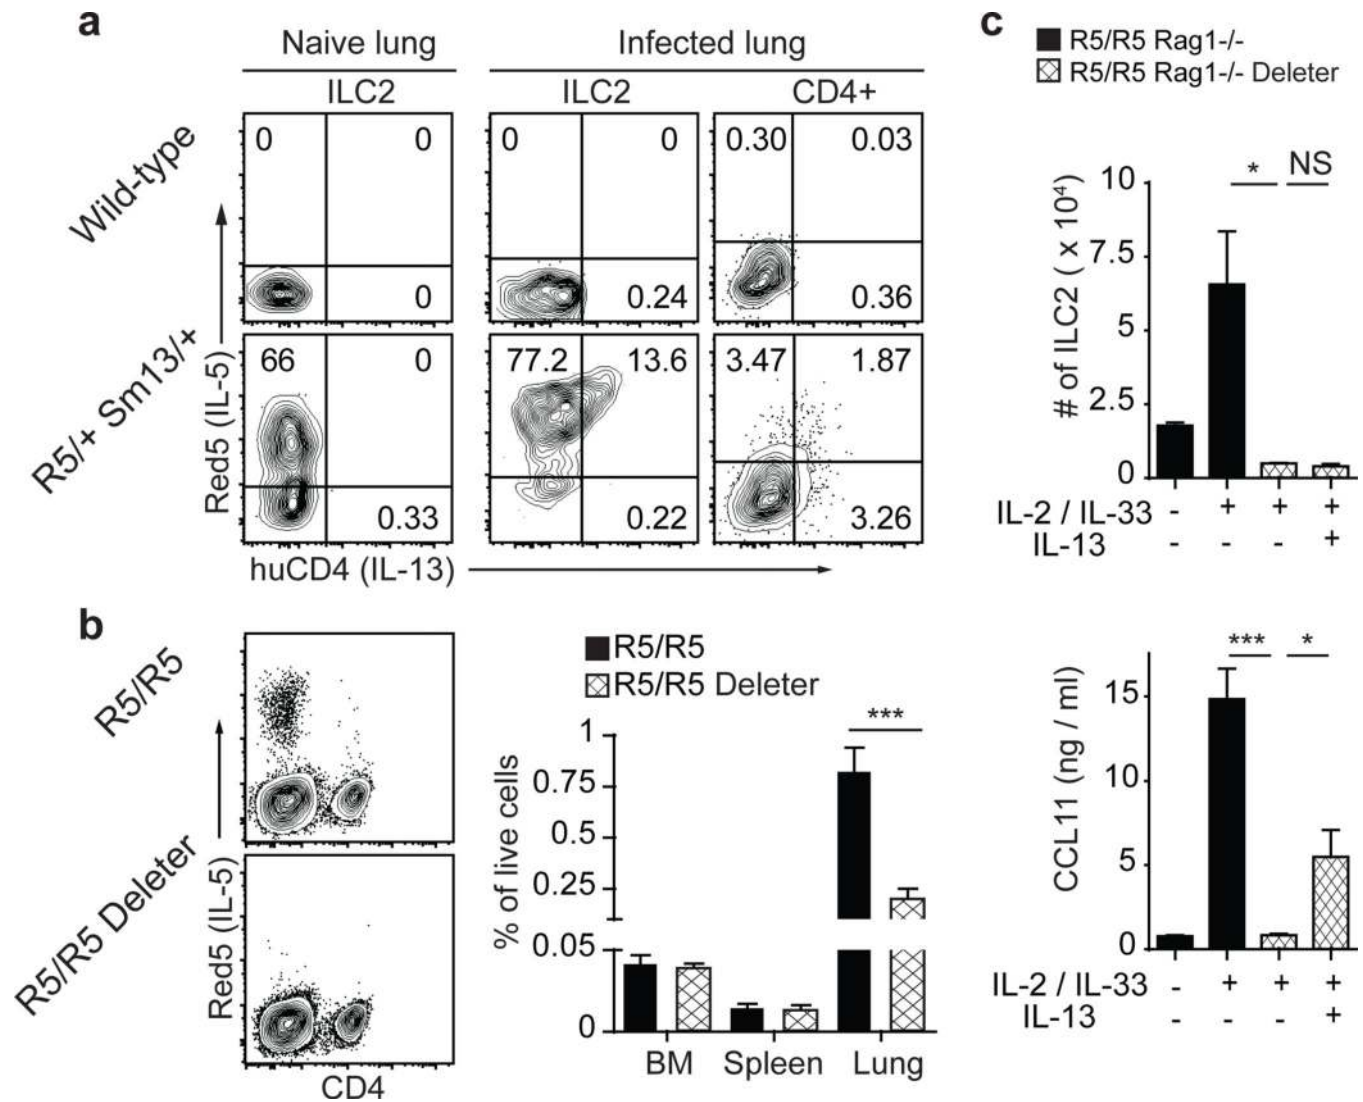 a
Naive lung
Infected lung
ILC2
ILC2
CD4+
Wild-type
0 0
0
0 0
0.24
0.30 0.03
0.36
R5/+ Sm13/+
66 0
0.33
77.2 13.6
0.22
3.47 1.87
3.26
Red5 (IL-5)
huCD4 (IL-13)
b
R5/R5
R5/R5 Deleter
Red5 (IL-5)
CD4
R5/R5
R5/R5 Deleter
***
% of live cells
1
0.75
0.5
0.25
0.05
0
BM Spleen Lung
c
R5/R5 Rag1-/-
R5/R5 Rag1-/- Deleter
* NS
# of ILC2 ( x 10⁴)
10
7.5
5
2.5
0
IL-2 / IL-33 - + + +
IL-13 - - - +
*** *
CCL11 (ng / ml)
15
10
5
0
IL-2 / IL-33 - + + +
IL-13 - - - +